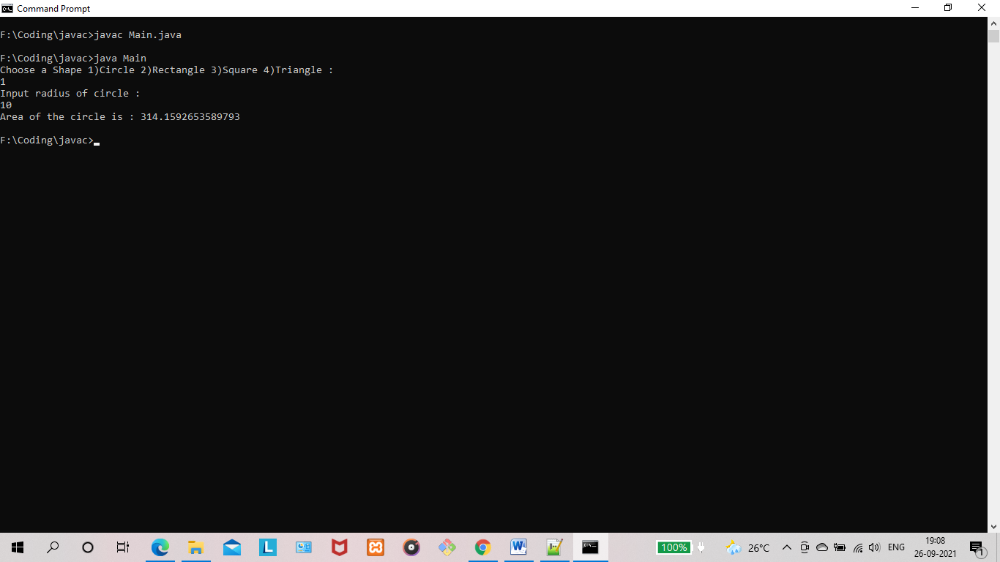 Command Prompt
F:\Coding\javac>javac Main.java
F:\Coding\javac>java Main
Choose a Shape 1)Circle 2)Rectangle 3)Square 4)Triangle :
1
Input radius of circle :
10
Area of the circle is : 314.1592653589793
F:\Coding\javac>
100%
26°C
ENG
19:08
26-09-2021
1